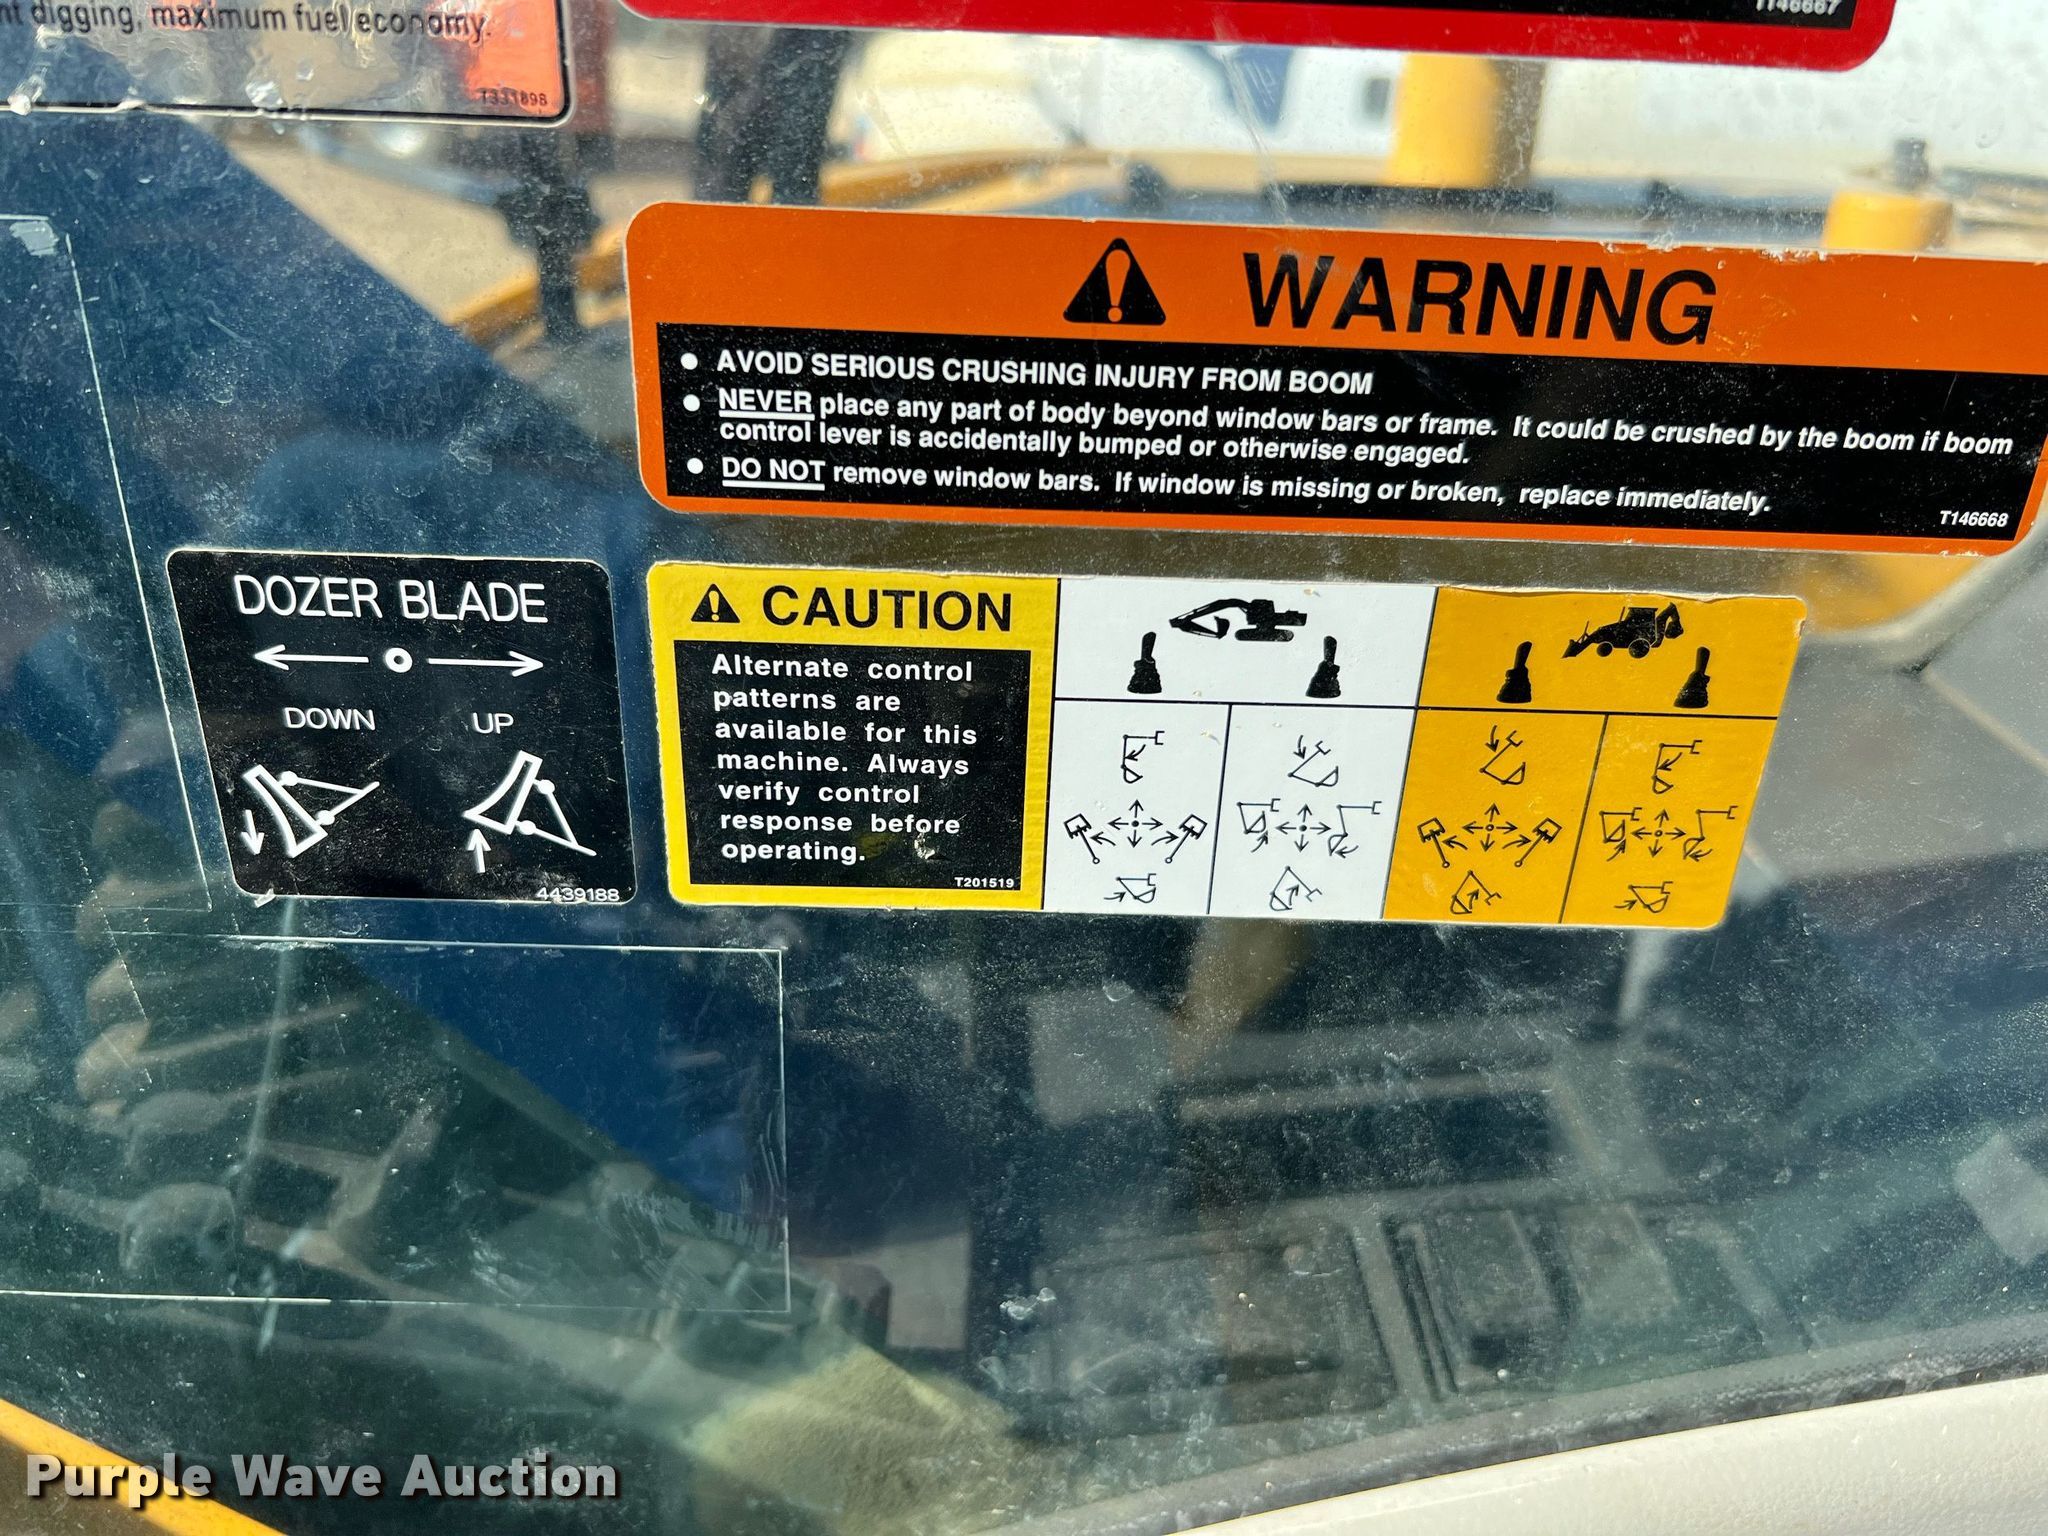 nt digging, maximum fuel economy.
T331898
T146667
WARNING
• AVOID SERIOUS CRUSHING INJURY FROM BOOM
• NEVER place any part of body beyond window bars or frame. It could be crushed by the boom if boom
control lever is accidentally bumped or otherwise engaged.
• DO NOT remove window bars. If window is missing or broken, replace immediately.
T146668
DOZER BLADE
DOWN UP
4439188
CAUTION
Alternate control
patterns are
available for this
machine. Always
verify control
response before
operating.
T201519
Purple Wave Auction